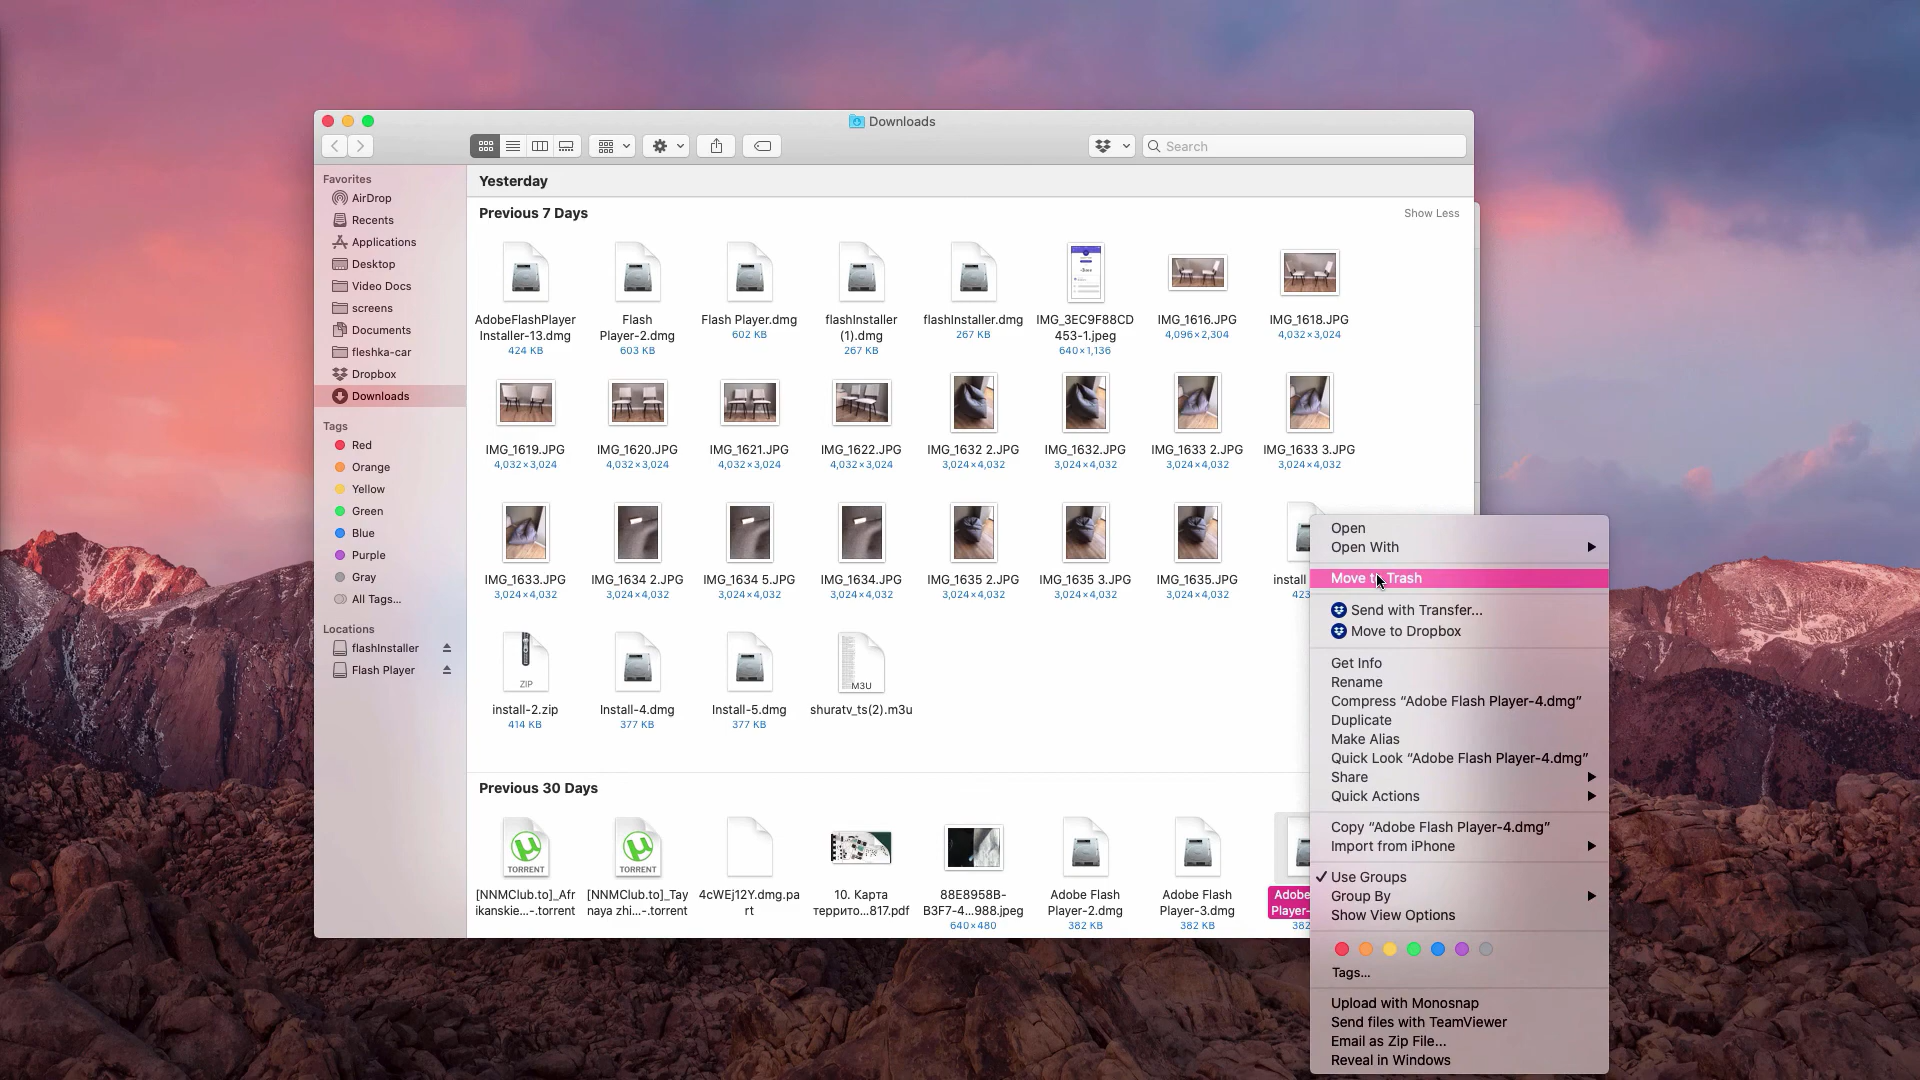 Downloads
Search
Favorites
AirDrop
Recents
Applications
Desktop
Video Docs
screens
Documents
fleshka-car
Dropbox
Downloads
Tags
Red
Orange
Yellow
Green
Blue
Purple
Gray
All Tags...
Locations
flashInstaller
Flash Player
Yesterday
Previous 7 Days
Show Less
AdobeFlashPlayer
Installer-13.dmg
424 KB
Flash
Player-2.dmg
603 KB
Flash Player.dmg
602 KB
flashInstaller
(1).dmg
267 KB
flashInstaller.dmg
267 KB
IMG_3EC9F88CD
453-1.jpeg
640×1,136
IMG_1616.JPG
4,096×2,304
IMG_1618.JPG
4,032×3,024
IMG_1619.JPG
4,032×3,024
IMG_1620.JPG
4,032×3,024
IMG_1621.JPG
4,032×3,024
IMG_1622.JPG
4,032×3,024
IMG_1632 2.JPG
3,024×4,032
IMG_1632.JPG
3,024×4,032
IMG_1633 2.JPG
3,024×4,032
IMG_1633 3.JPG
3,024×4,032
IMG_1633.JPG
3,024×4,032
IMG_1634 2.JPG
3,024×4,032
IMG_1634 5.JPG
3,024×4,032
IMG_1634.JPG
3,024×4,032
IMG_1635 2.JPG
3,024×4,032
IMG_1635 3.JPG
3,024×4,032
IMG_1635.JPG
3,024×4,032
install
423
ZIP
install-2.zip
414 KB
Install-4.dmg
377 KB
Install-5.dmg
377 KB
M3U
shuratv_ts(2).m3u
Previous 30 Days
TORRENT
[NNMClub.to]_Afr
ikanskie...-.torrent
TORRENT
[NNMClub.to]_Tay
naya zhi...-.torrent
4cWEj12Y.dmg.pa
rt
10. Карта
террито...817.pdf
88E8958B-
B3F7-4...988.jpeg
640×480
Adobe Flash
Player-2.dmg
382 KB
Adobe Flash
Player-3.dmg
382 KB
Adobe
Player-
382
Open
Open With
Move to Trash
Send with Transfer...
Move to Dropbox
Get Info
Rename
Compress “Adobe Flash Player-4.dmg”
Duplicate
Make Alias
Quick Look “Adobe Flash Player-4.dmg”
Share
Quick Actions
Copy “Adobe Flash Player-4.dmg”
Import from iPhone
Use Groups
Group By
Show View Options
Tags...
Upload with Monosnap
Send files with TeamViewer
Email as Zip File...
Reveal in Windows